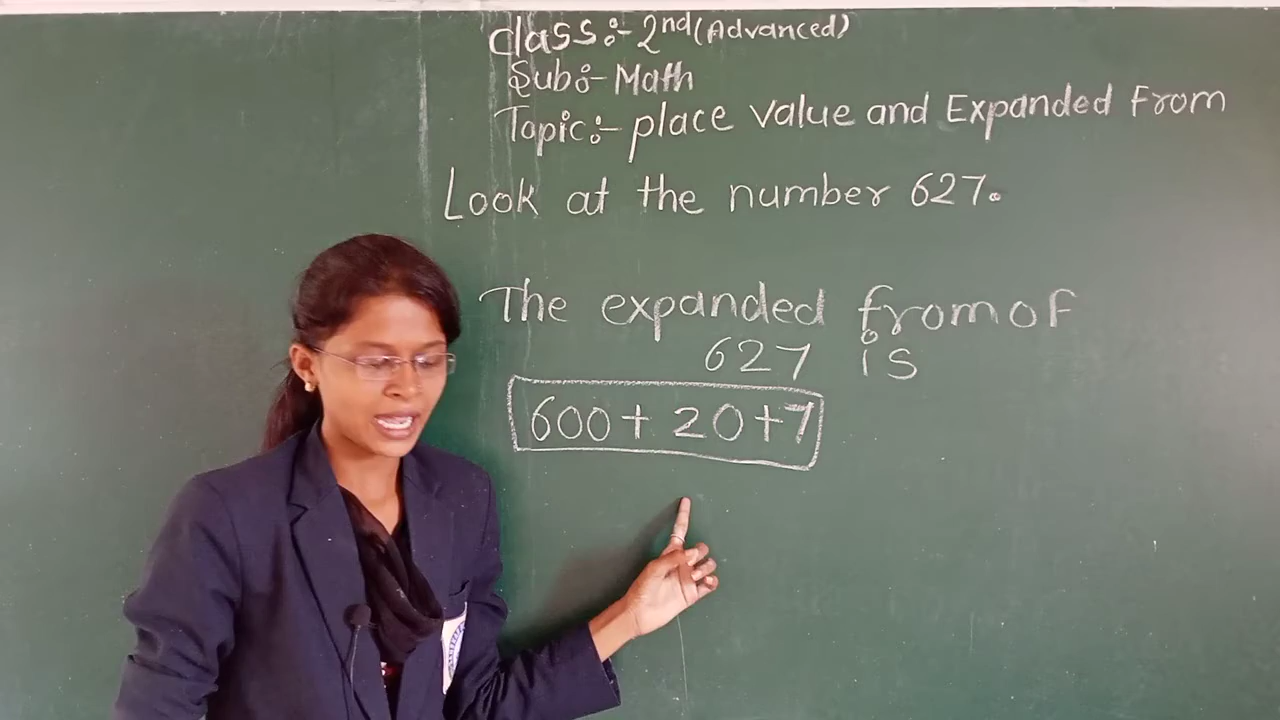 Class:- 2nd (Advanced)
Sub:- Math
Topic:- place value and Expanded From
Look at the number 627.
The expanded from of
627 is
600 + 20 + 7